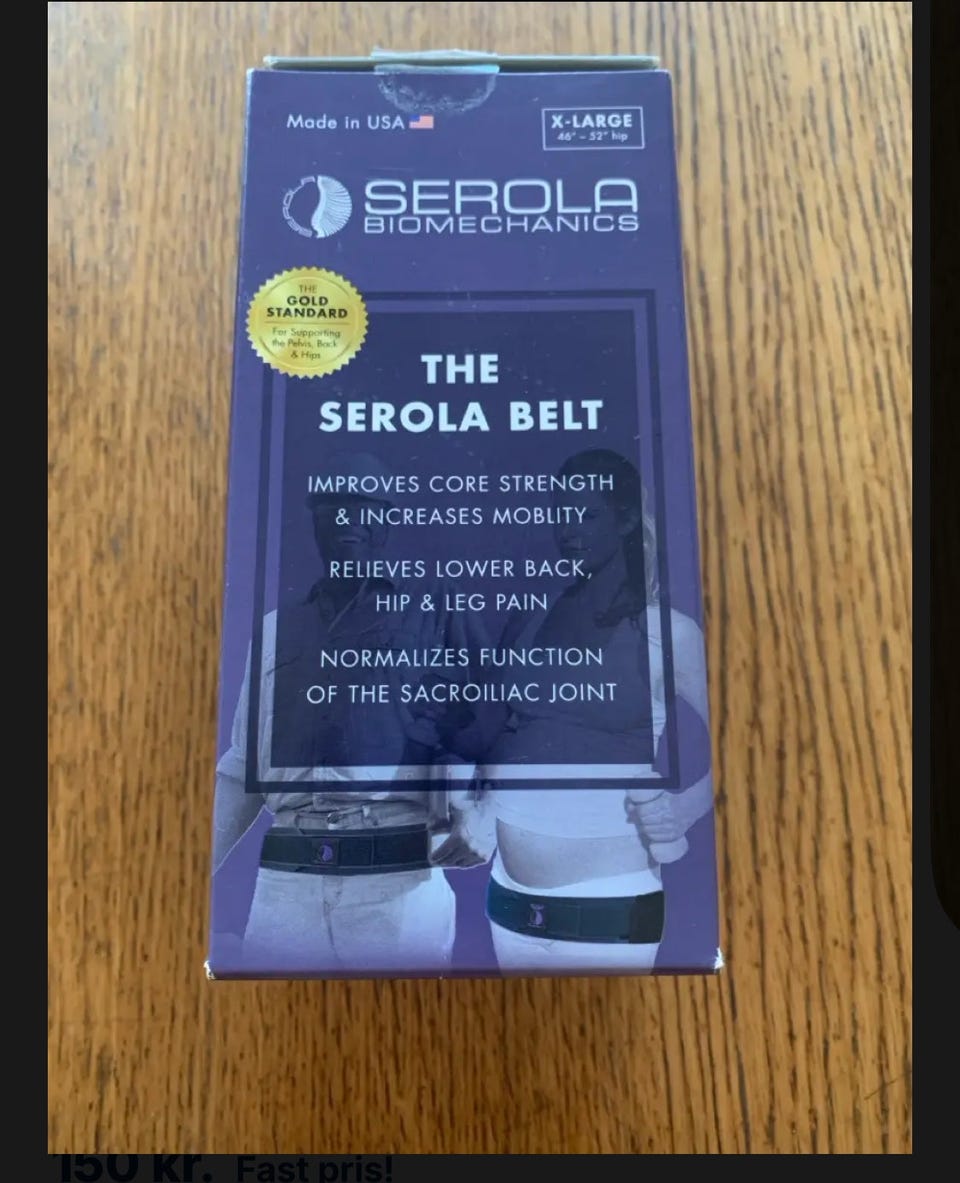 Made in USA
X-LARGE
46" - 52" hip
SEROLA
BIOMECHANICS
THE
GOLD
STANDARD
For Supporting
the Pelvis, Back
& Hips
THE
SEROLA BELT
IMPROVES CORE STRENGTH
& INCREASES MOBLITY
RELIEVES LOWER BACK,
HIP & LEG PAIN
NORMALIZES FUNCTION
OF THE SACROILIAC JOINT
150 kr. Fast pris!